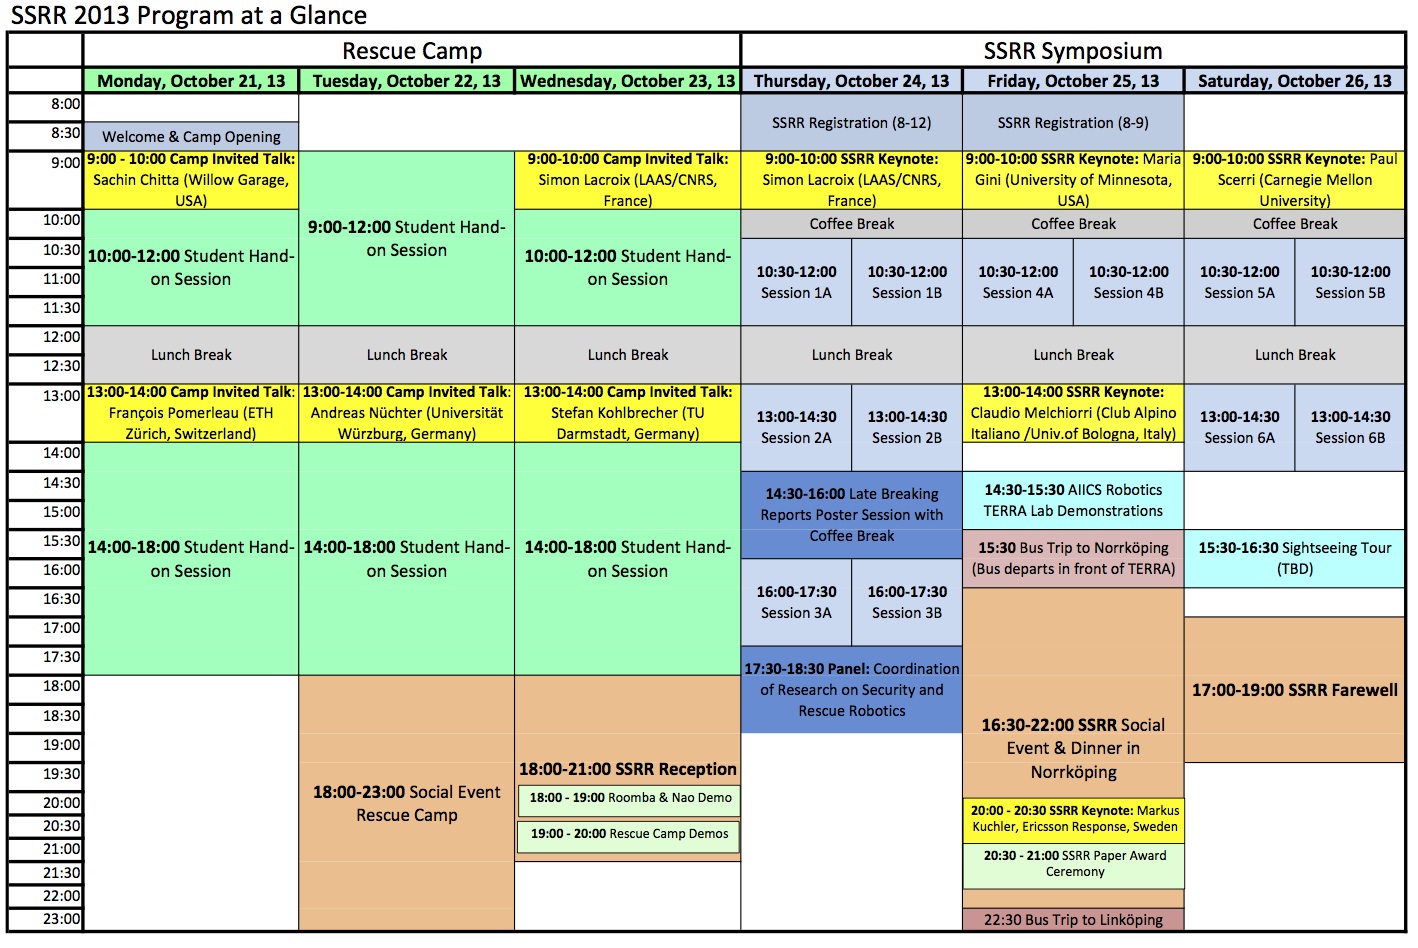 SSRR 2013 Program at a Glance
Rescue Camp
SSRR Symposium
Monday, October 21, 13
Tuesday, October 22, 13
Wednesday, October 23, 13
Thursday, October 24, 13
Friday, October 25, 13
Saturday, October 26, 13
8:00
SSRR Registration (8-12)
SSRR Registration (8-9)
8:30
Welcome & Camp Opening
9:00
9:00 - 10:00 Camp Invited Talk:
Sachin Chitta (Willow Garage,
USA)
9:00-12:00 Student Hand-
on Session
9:00-10:00 Camp Invited Talk:
Simon Lacroix (LAAS/CNRS,
France)
9:00-10:00 SSRR Keynote:
Simon Lacroix (LAAS/CNRS,
France)
9:00-10:00 SSRR Keynote: Maria
Gini (University of Minnesota,
USA)
9:00-10:00 SSRR Keynote: Paul
Scerri (Carnegie Mellon
University)
10:00
10:00-12:00 Student Hand-
on Session
10:00-12:00 Student Hand-
on Session
Coffee Break
Coffee Break
Coffee Break
10:30
11:00
11:30
10:30-12:00
Session 1A
10:30-12:00
Session 1B
10:30-12:00
Session 4A
10:30-12:00
Session 4B
10:30-12:00
Session 5A
10:30-12:00
Session 5B
12:00
12:30
Lunch Break
Lunch Break
Lunch Break
Lunch Break
Lunch Break
Lunch Break
13:00
13:00-14:00 Camp Invited Talk:
François Pomerleau (ETH
Zürich, Switzerland)
13:00-14:00 Camp Invited Talk:
Andreas Nüchter (Universität
Würzburg, Germany)
13:00-14:00 Camp Invited Talk:
Stefan Kohlbrecher (TU
Darmstadt, Germany)
13:00-14:30
Session 2A
13:00-14:30
Session 2B
13:00-14:00 SSRR Keynote:
Claudio Melchiorri (Club Alpino
Italiano /Univ.of Bologna, Italy)
13:00-14:30
Session 6A
13:00-14:30
Session 6B
14:00
14:30
15:00
15:30
16:00
16:30
17:00
17:30
14:00-18:00 Student Hand-
on Session
14:00-18:00 Student Hand-
on Session
14:00-18:00 Student Hand-
on Session
14:30-16:00 Late Breaking
Reports Poster Session with
Coffee Break
14:30-15:30 AIICS Robotics
TERRA Lab Demonstrations
15:30 Bus Trip to Norrköping
(Bus departs in front of TERRA)
15:30-16:30 Sightseeing Tour
(TBD)
16:00-17:30
Session 3A
16:00-17:30
Session 3B
17:30-18:30 Panel: Coordination
of Research on Security and
Rescue Robotics
17:00-19:00 SSRR Farewell
18:00
18:30
19:00
19:30
20:00
20:30
21:00
21:30
22:00
23:00
18:00-23:00 Social Event
Rescue Camp
18:00-21:00 SSRR Reception
18:00 - 19:00 Roomba & Nao Demo
19:00 - 20:00 Rescue Camp Demos
16:30-22:00 SSRR Social
Event & Dinner in
Norrköping
20:00 - 20:30 SSRR Keynote: Markus
Kuchler, Ericsson Response, Sweden
20:30 - 21:00 SSRR Paper Award
Ceremony
22:30 Bus Trip to Linköping